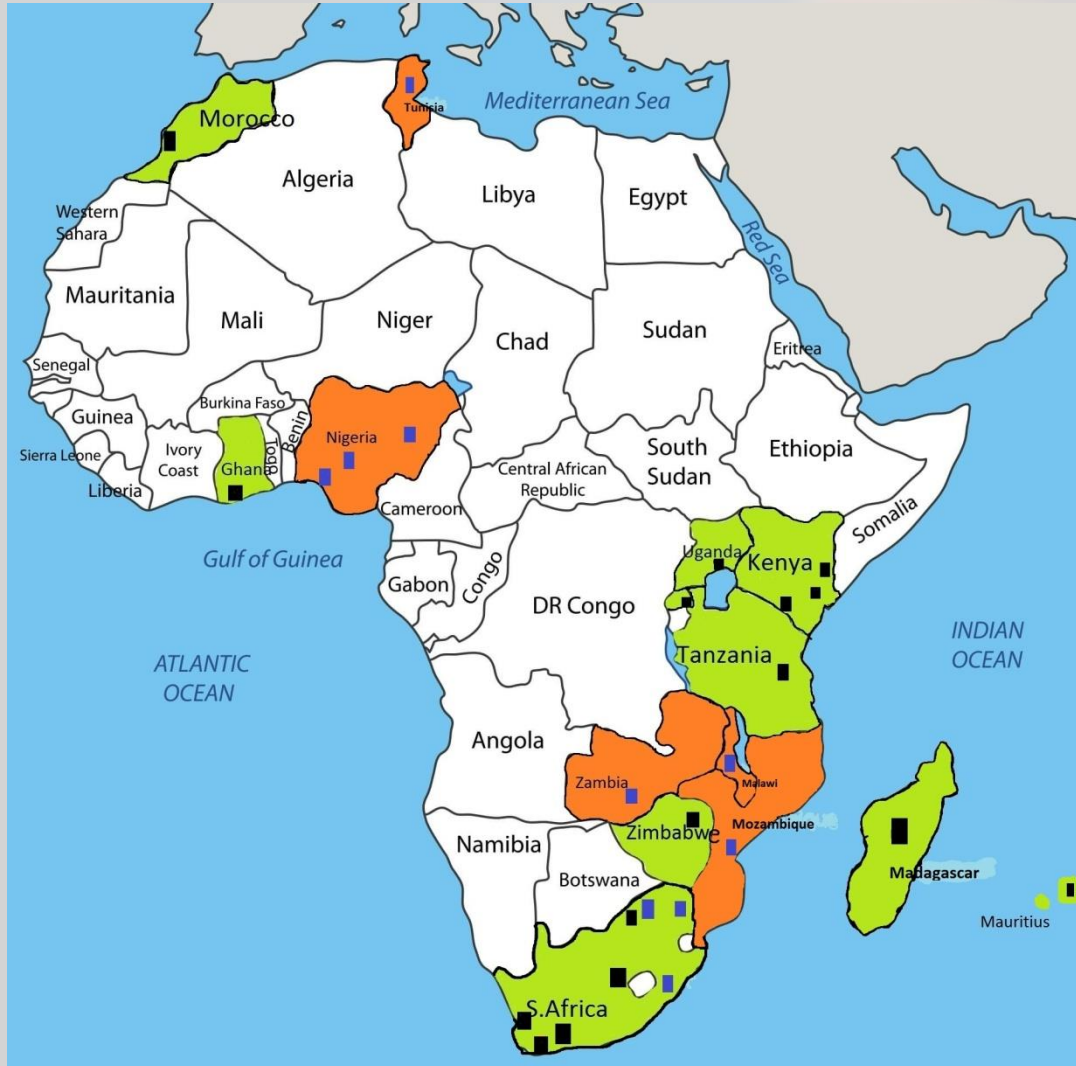 Mediterranean Sea
Tunisia
Morocco
Algeria
Libya
Egypt
Western
Sahara
Red Sea
Mauritania
Mali
Niger
Chad
Sudan
Eritrea
Senegal
Burkina Faso
Guinea
Benin
Nigeria
Sierra Leone
Ivory
Coast
Ghana
Togo
Liberia
Central African
Republic
South
Sudan
Ethiopia
Cameroon
Somalia
Gulf of Guinea
Uganda
Kenya
Gabon
Congo
DR Congo
Tanzania
INDIAN
OCEAN
ATLANTIC
OCEAN
Angola
Zambia
Malawi
Mozambique
Zimbabwe
Namibia
Botswana
Madagascar
Mauritius
S.Africa